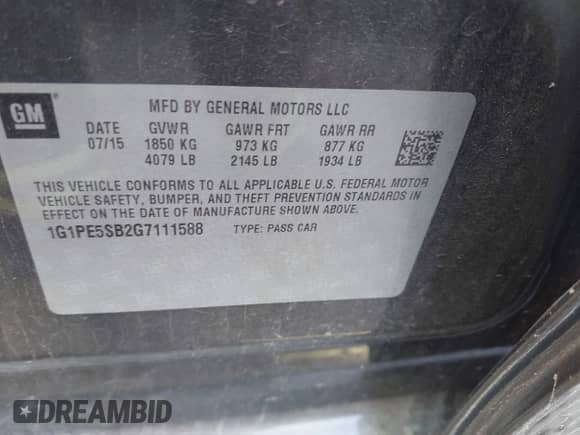 GM
MFD BY GENERAL MOTORS LLC
DATE GVWR GAWR FRT GAWR RR
07/15 1850 KG 973 KG 877 KG
4079 LB 2145 LB 1934 LB
THIS VEHICLE CONFORMS TO ALL APPLICABLE U.S. FEDERAL MOTOR
VEHICLE SAFETY, BUMPER, AND THEFT PREVENTION STANDARDS IN
EFFECT ON THE DATE OF MANUFACTURE SHOWN ABOVE.
1G1PE5SB2G7111588 TYPE: PASS CAR
DREAMBID